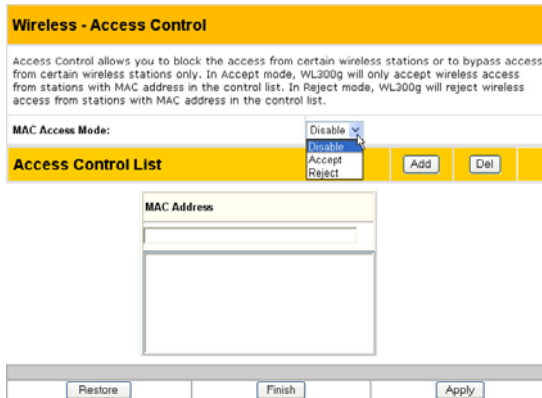 Wireless - Access Control
Access Control allows you to block the access from certain wireless stations or to bypass access
from certain wireless stations only. In Accept mode, WL300g will only accept wireless access
from stations with MAC address in the control list. In Reject mode, WL300g will reject wireless
access from stations with MAC address in the control list.
MAC Access Mode: Disable
Disable
Accept
Reject
Access Control List Add Del
MAC Address
Restore Finish Apply